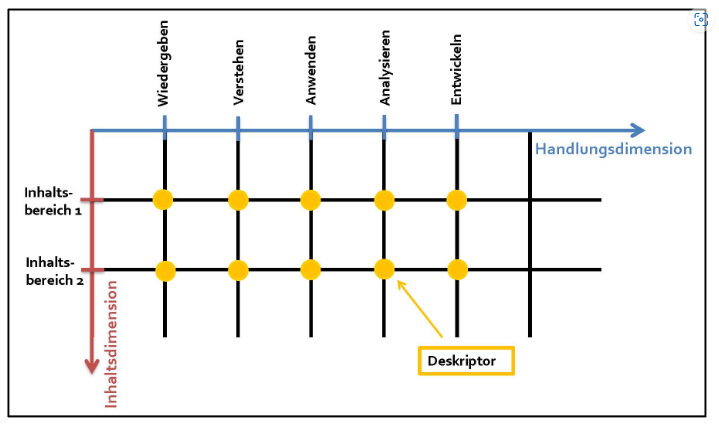 Wiedergeben
Verstehen
Anwenden
Analysieren
Entwickeln
Handlungsdimension
Inhalts-
bereich 1
Inhalts-
bereich 2
Inhaltsdimension
Deskriptor